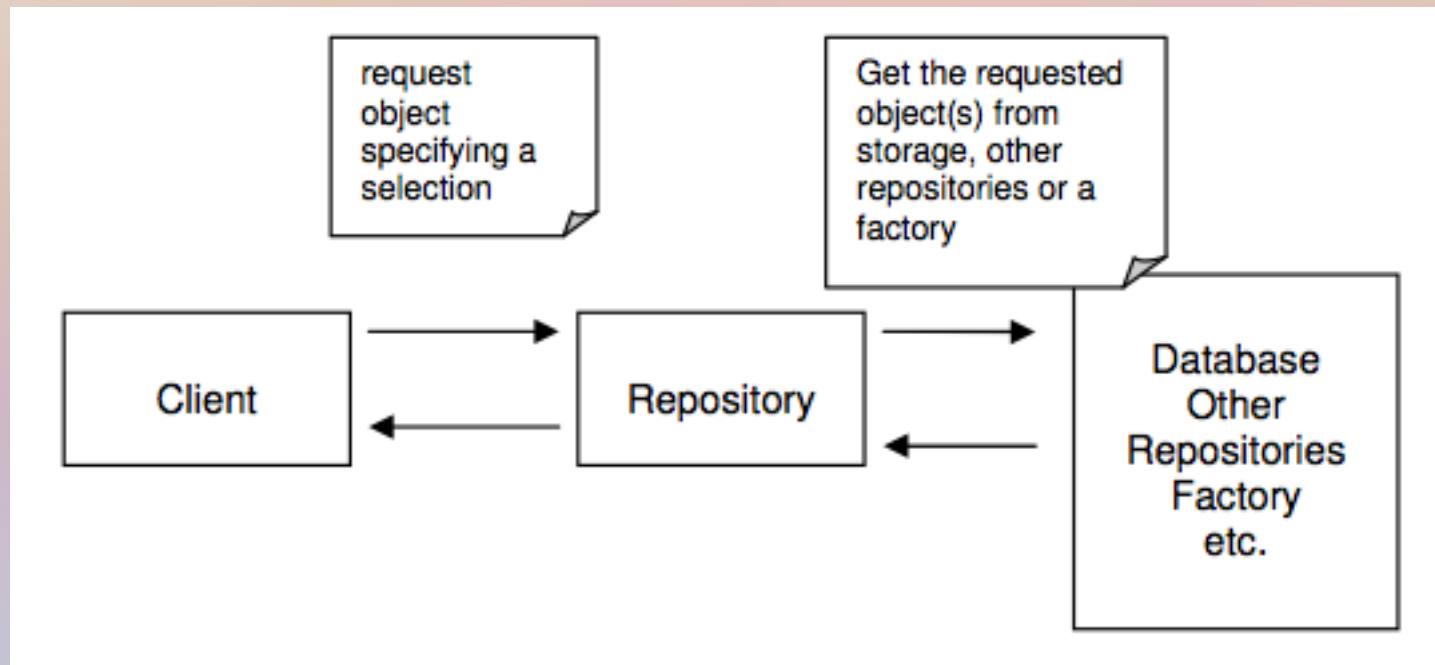 request
object
specifying a
selection
Get the requested
object(s) from
storage, other
repositories or a
factory
Client
Repository
Database
Other
Repositories
Factory
etc.